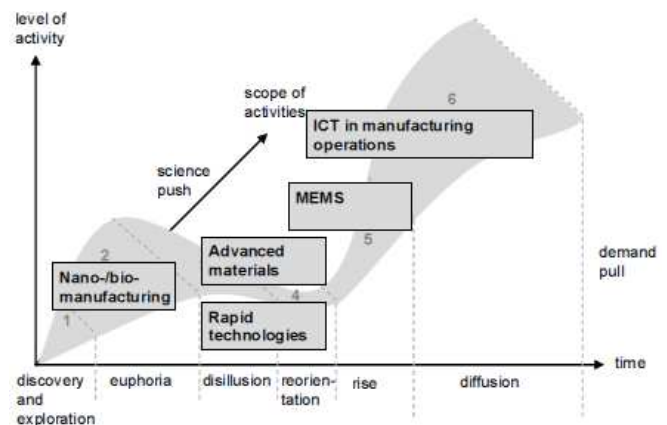 level of
activity
scope of
activities
6
ICT in manufacturing
operations
science
push
MEMS
5
2
Advanced
materials
demand
pull
Nano-/bio-
manufacturing
4
1
Rapid
technologies
time
discovery
and
exploration
euphoria
disillusion
reorien-
tation
rise
diffusion